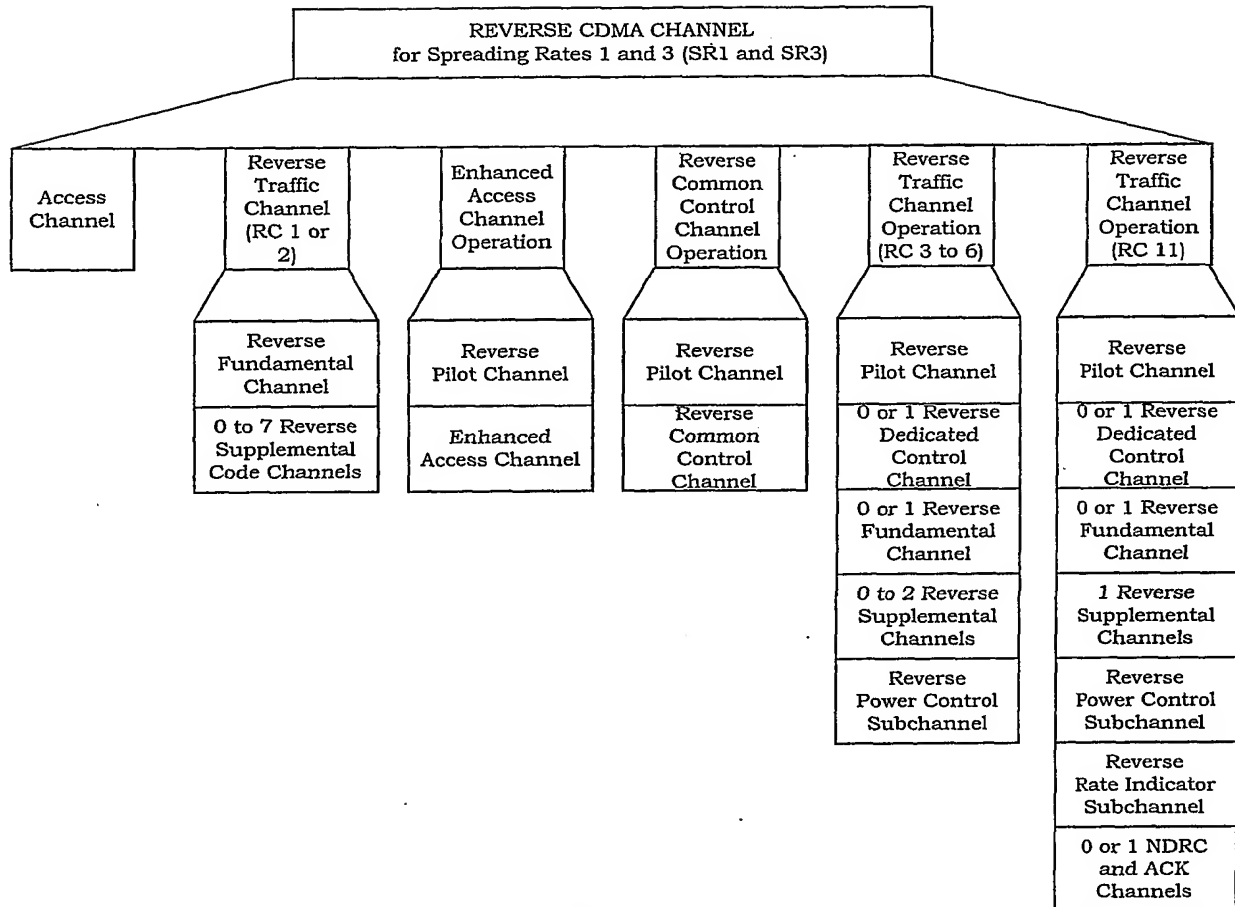 REVERSE CDMA CHANNEL
for Spreading Rates 1 and 3 (SR1 and SR3)
Access
Channel
Reverse
Traffic
Channel
(RC 1 or
2)
Enhanced
Access
Channel
Operation
Reverse
Common
Control
Channel
Operation
Reverse
Traffic
Channel
Operation
(RC 3 to 6)
Reverse
Traffic
Channel
Operation
(RC 11)
Reverse
Fundamental
Channel
0 to 7 Reverse
Supplemental
Code Channels
Reverse
Pilot Channel
Enhanced
Access Channel
Reverse
Pilot Channel
Reverse
Common
Control
Channel
Reverse
Pilot Channel
0 or 1 Reverse
Dedicated
Control
Channel
0 or 1 Reverse
Fundamental
Channel
0 to 2 Reverse
Supplemental
Channels
Reverse
Power Control
Subchannel
Reverse
Pilot Channel
0 or 1 Reverse
Dedicated
Control
Channel
0 or 1 Reverse
Fundamental
Channel
1 Reverse
Supplemental
Channels
Reverse
Power Control
Subchannel
Reverse
Rate Indicator
Subchannel
0 or 1 NDRC
and ACK
Channels